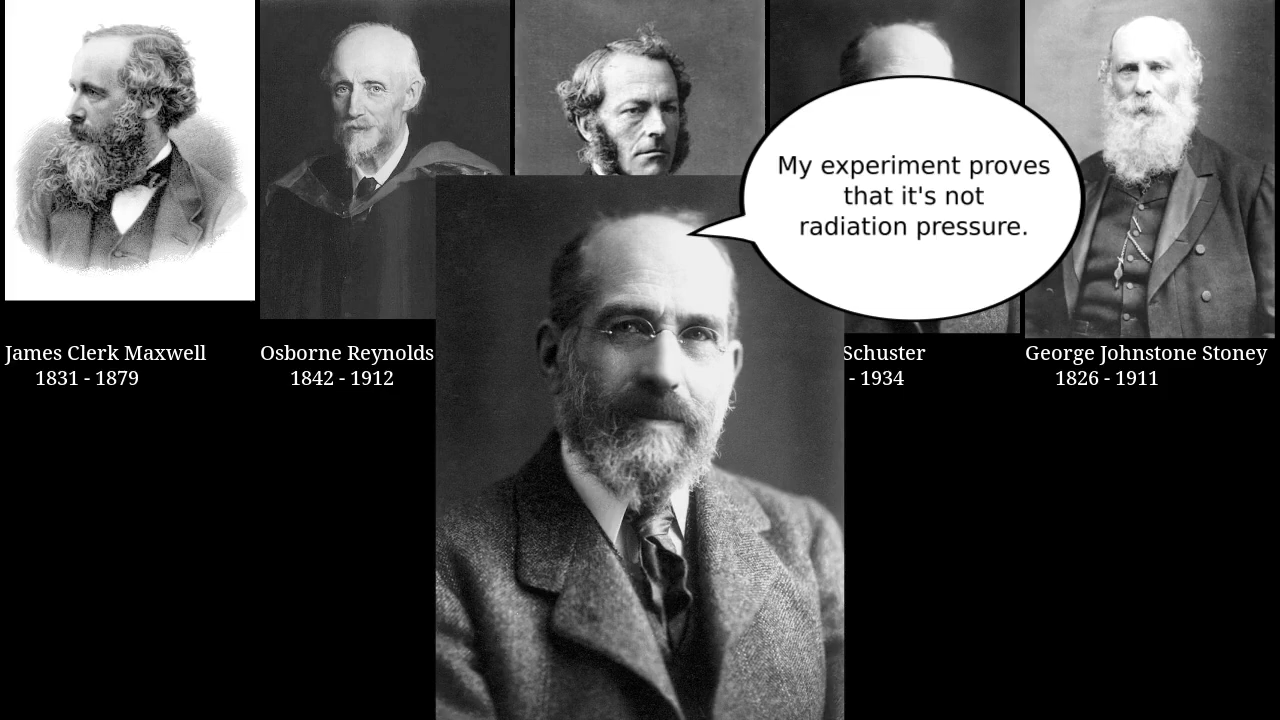 My experiment proves
that it's not
radiation pressure.
James Clerk Maxwell
1831 - 1879
Osborne Reynolds
1842 - 1912
Schuster
- 1934
George Johnstone Stoney
1826 - 1911